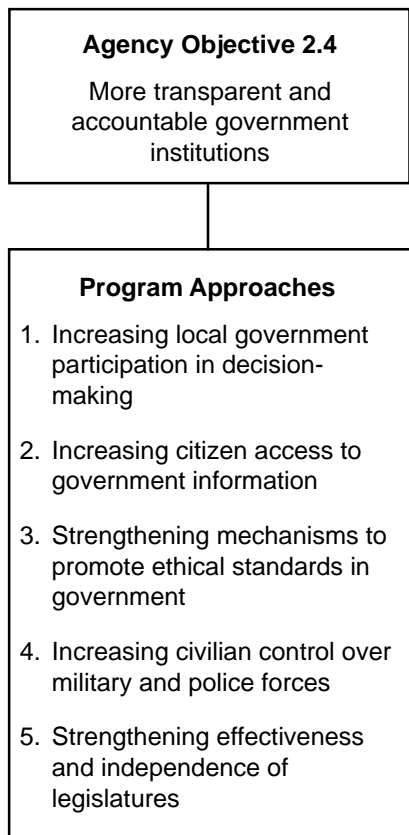 Agency Objective 2.4
More transparent and
accountable government
institutions
Program Approaches
1. Increasing local government
participation in decision-
making
2. Increasing citizen access to
government information
3. Strengthening mechanisms to
promote ethical standards in
government
4. Increasing civilian control over
military and police forces
5. Strengthening effectiveness
and independence of
legislatures